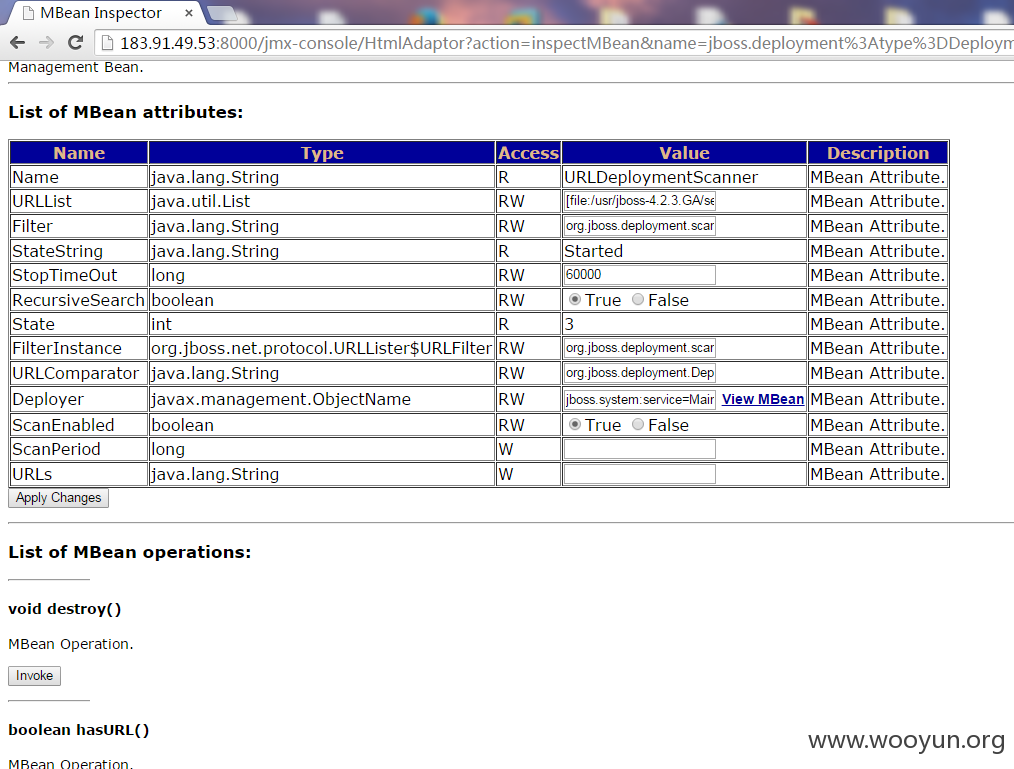 MBean Inspector
183.91.49.53:8000/jmx-console/HtmlAdaptor?action=inspectMBean&name=jboss.deployment%3Atype%3DDeploym
Management Bean.
List of MBean attributes:
Name Type Access Value Description
Name java.lang.String R URLDeploymentScanner MBean Attribute.
URLList java.util.List RW [file:/usr/jboss-4.2.3.GA/se MBean Attribute.
Filter java.lang.String RW org.jboss.deployment.scar MBean Attribute.
StateString java.lang.String R Started MBean Attribute.
StopTimeOut long RW 60000 MBean Attribute.
RecursiveSearch boolean RW True False MBean Attribute.
State int R 3 MBean Attribute.
FilterInstance org.jboss.net.protocol.URLLister$URLFilter RW org.jboss.deployment.scar MBean Attribute.
URLComparator java.lang.String RW org.jboss.deployment.Dep MBean Attribute.
Deployer javax.management.ObjectName RW jboss.system:service=Mair View MBean MBean Attribute.
ScanEnabled boolean RW True False MBean Attribute.
ScanPeriod long W MBean Attribute.
URLs java.lang.String W MBean Attribute.
Apply Changes
List of MBean operations:
void destroy()
MBean Operation.
Invoke
boolean hasURL()
MBean Operation.
www.wooyun.org